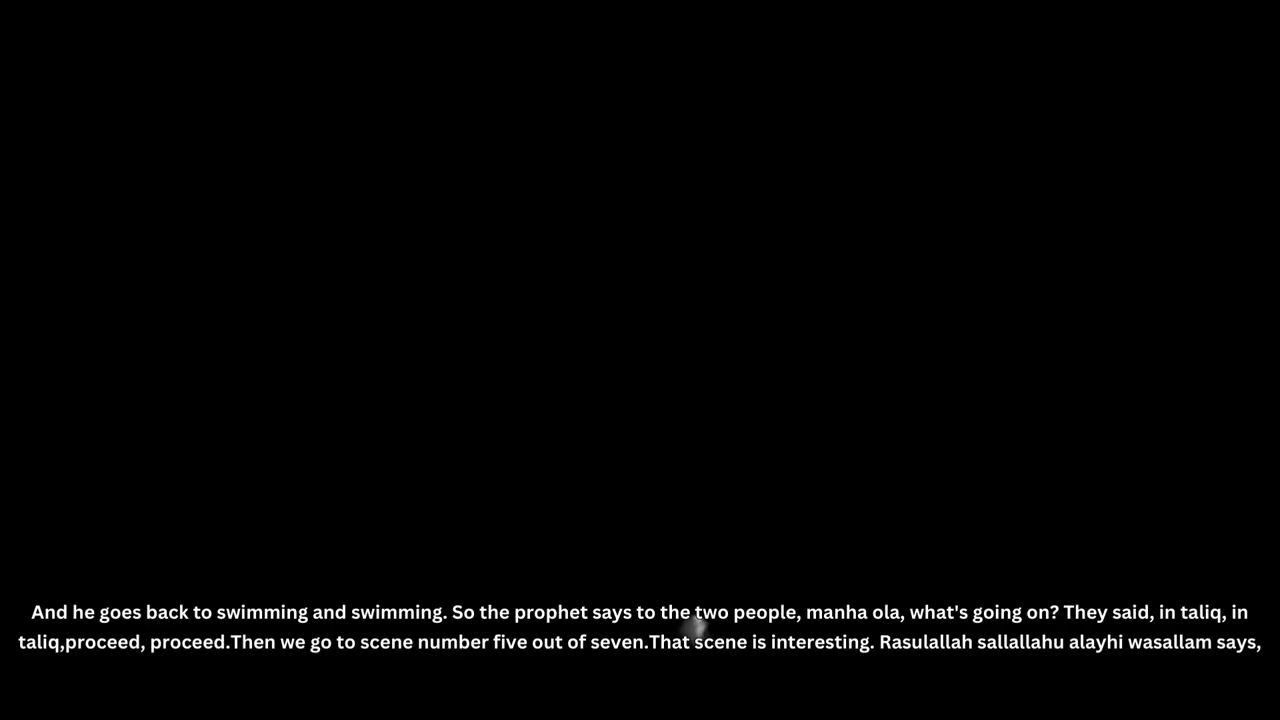 And he goes back to swimming and swimming. So the prophet says to the two people, manha ola, what's going on? They said, in taliq, in
taliq,proceed, proceed.Then we go to scene number five out of seven.That scene is interesting. Rasulallah sallallahu alayhi wasallam says,